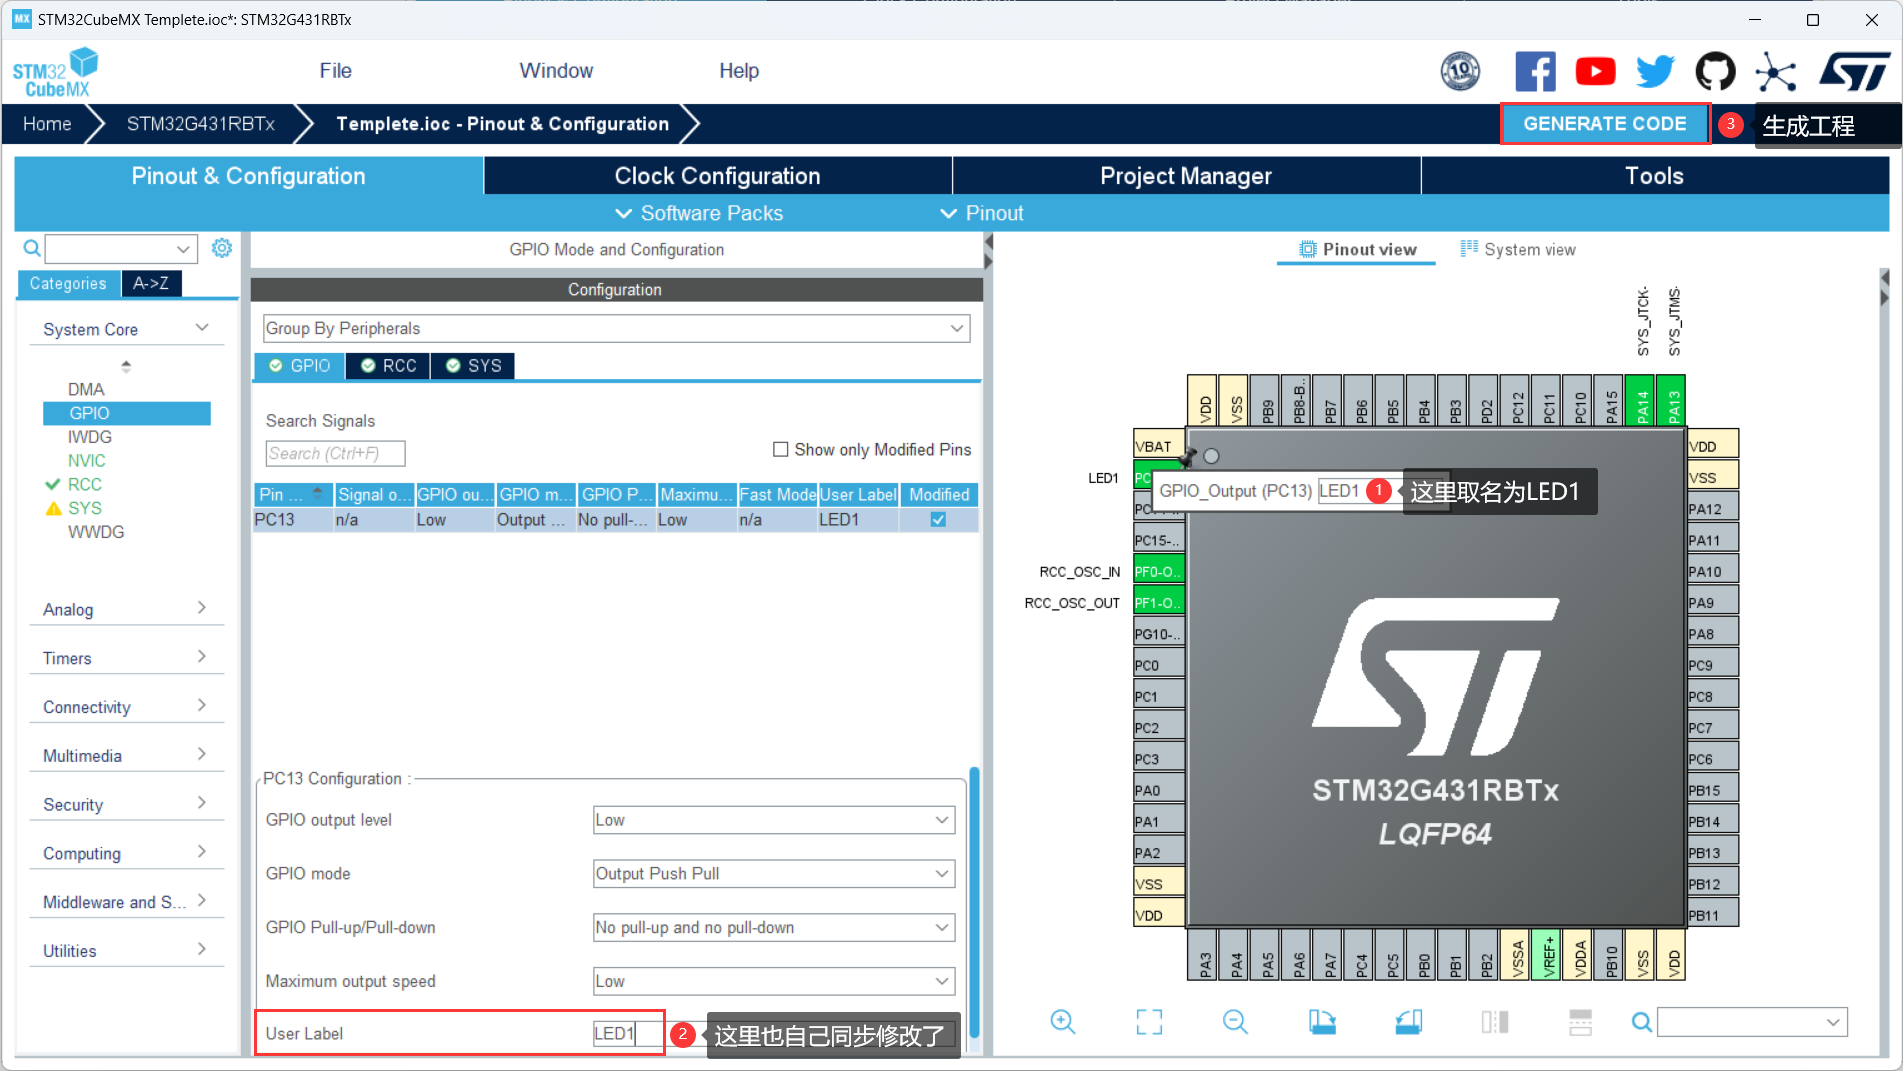 MX STM32CubeMX Templete.ioc*: STM32G431RBTx
STM32
CubeMX
File
Window
Help
10
Home
STM32G431RBTx
Templete.ioc - Pinout & Configuration
GENERATE CODE
3
生成工程
Pinout & Configuration
Clock Configuration
Project Manager
Tools
Software Packs
Pinout
Categories
A->Z
System Core
DMA
GPIO
IWDG
NVIC
RCC
SYS
WWDG
Analog
Timers
Connectivity
Multimedia
Security
Computing
Middleware and S...
Utilities
GPIO Mode and Configuration
Configuration
Group By Peripherals
GPIO
RCC
SYS
Search Signals
Search (Ctrl+F)
Show only Modified Pins
Pin ...
Signal o...
GPIO ou...
GPIO m...
GPIO P...
Maximu...
Fast Mode
User Label
Modified
PC13
n/a
Low
Output ...
No pull-...
Low
n/a
LED1
PC13 Configuration :
GPIO output level
Low
GPIO mode
Output Push Pull
GPIO Pull-up/Pull-down
No pull-up and no pull-down
Maximum output speed
Low
User Label
LED1
2
这里也自己同步修改了
Pinout view
System view
SYS_JTCK-
SYS_JTMS-
VDD
VSS
PB9
PB8-B..
PB7
PB6
PB5
PB4
PB3
PD2
PC12
PC11
PC10
PA15
PA14
PA13
VBAT
LED1
GPIO_Output (PC13)
LED1
1
这里取名为LED1
PC15-..
RCC_OSC_IN
PF0-O..
RCC_OSC_OUT
PF1-O..
PG10-..
PC0
PC1
PC2
PC3
PA0
PA1
PA2
VSS
VDD
VDD
VSS
PA12
PA11
PA10
PA9
PA8
PC9
PC8
PC7
PC6
PB15
PB14
PB13
PB12
PB11
STM32G431RBTx
LQFP64
PA3
PA4
PA5
PA6
PA7
PC4
PC5
PB0
PB1
PB2
VSSA
VREF+
VDDA
PB10
VSS
VDD